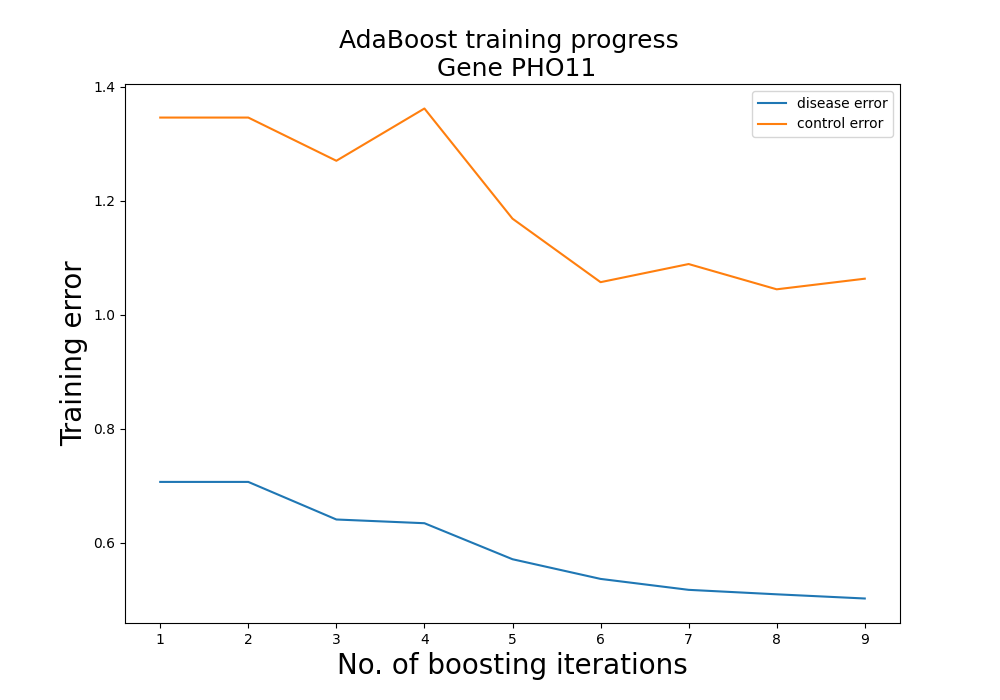 AdaBoost training progress
Gene PHO11
disease error
control error
Training error
1.4
1.2
1.0
0.8
0.6
1 2 3 4 5 6 7 8 9
No. of boosting iterations